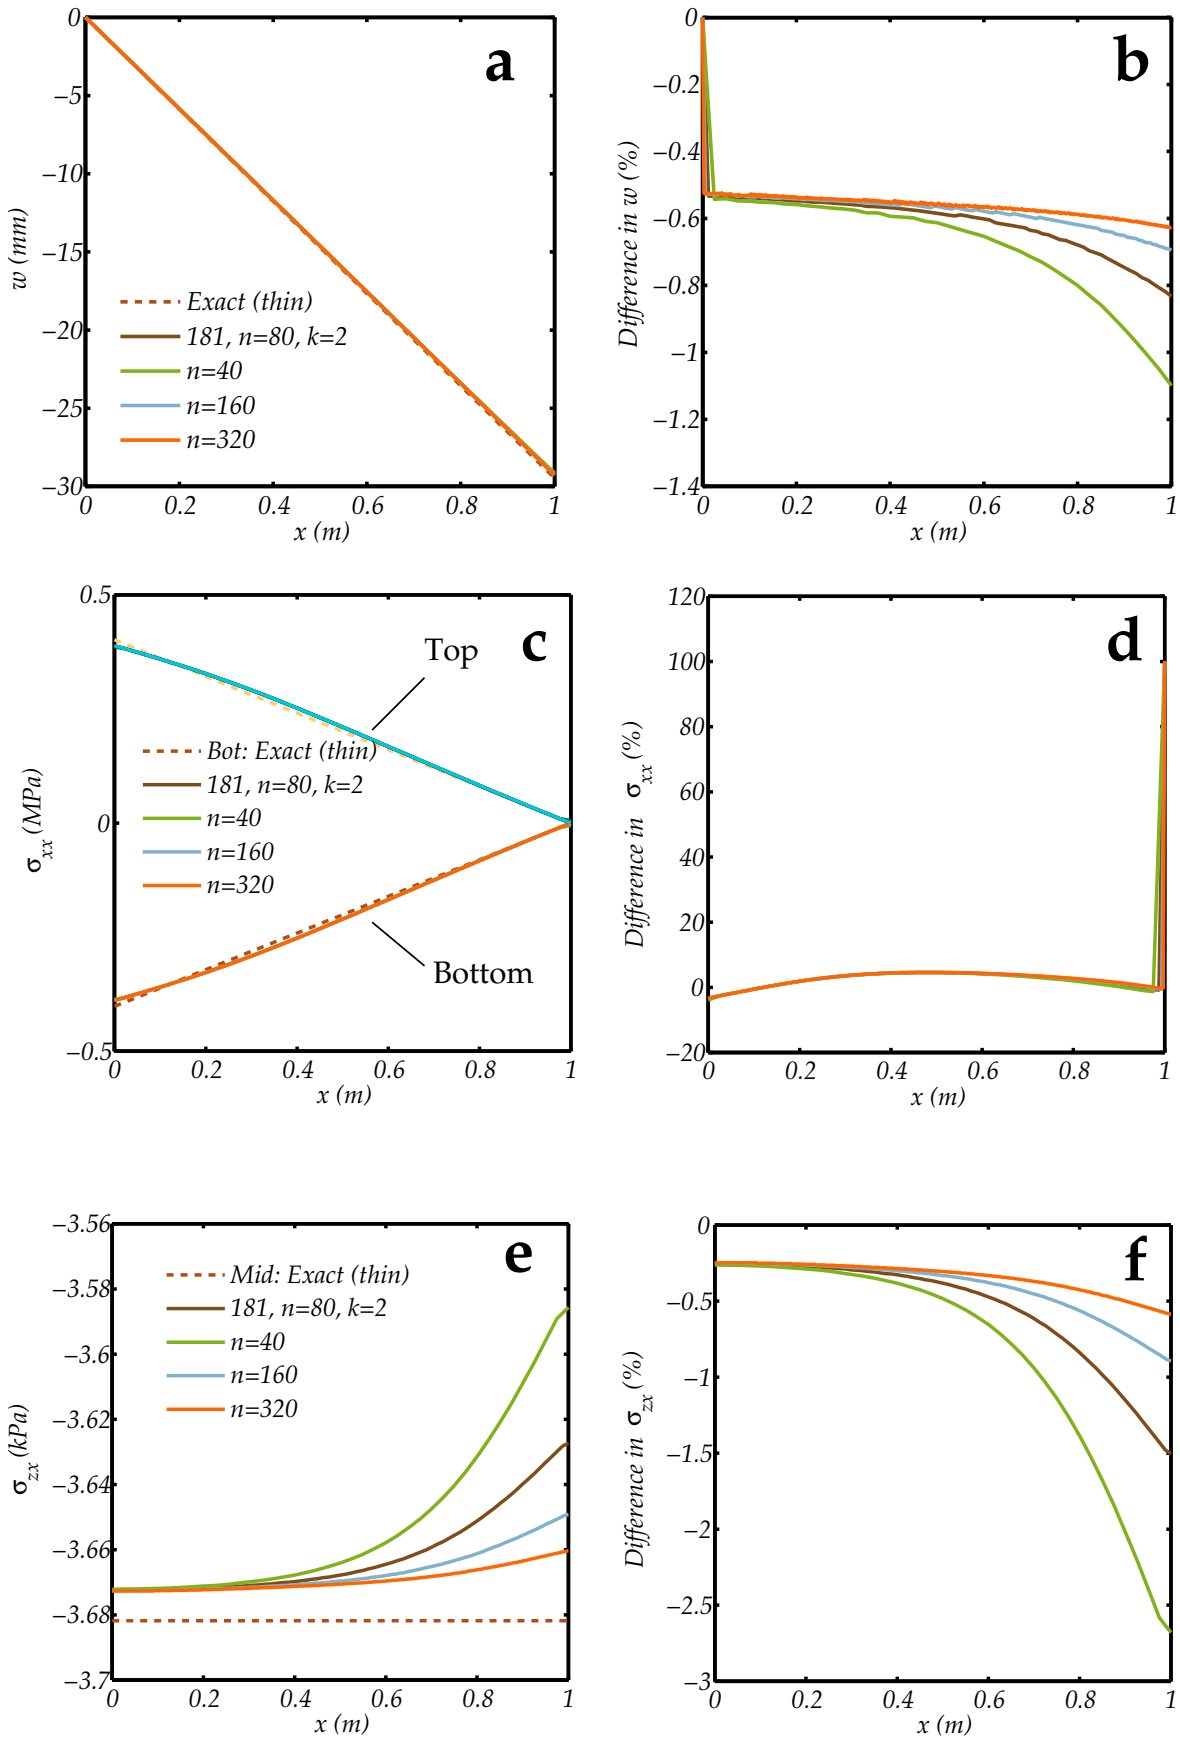 a
0
−5
−10
−15
−20
−25
−30
w (mm)
Exact (thin)
181, n=80, k=2
n=40
n=160
n=320
0 0.2 0.4 0.6 0.8 1
x (m)
b
0
−0.2
−0.4
−0.6
−0.8
−1
−1.2
−1.4
Difference in w (%)
0 0.2 0.4 0.6 0.8 1
x (m)
c
0.5
0
−0.5
σxx (MPa)
Top
Bot: Exact (thin)
181, n=80, k=2
n=40
n=160
n=320
Bottom
0 0.2 0.4 0.6 0.8 1
x (m)
d
120
100
80
60
40
20
0
−20
Difference in σxx (%)
0 0.2 0.4 0.6 0.8 1
x (m)
e
−3.56
−3.58
−3.6
−3.62
−3.64
−3.66
−3.68
−3.7
σzx (kPa)
Mid: Exact (thin)
181, n=80, k=2
n=40
n=160
n=320
0 0.2 0.4 0.6 0.8 1
x (m)
f
0
−0.5
−1
−1.5
−2
−2.5
−3
Difference in σzx (%)
0 0.2 0.4 0.6 0.8 1
x (m)